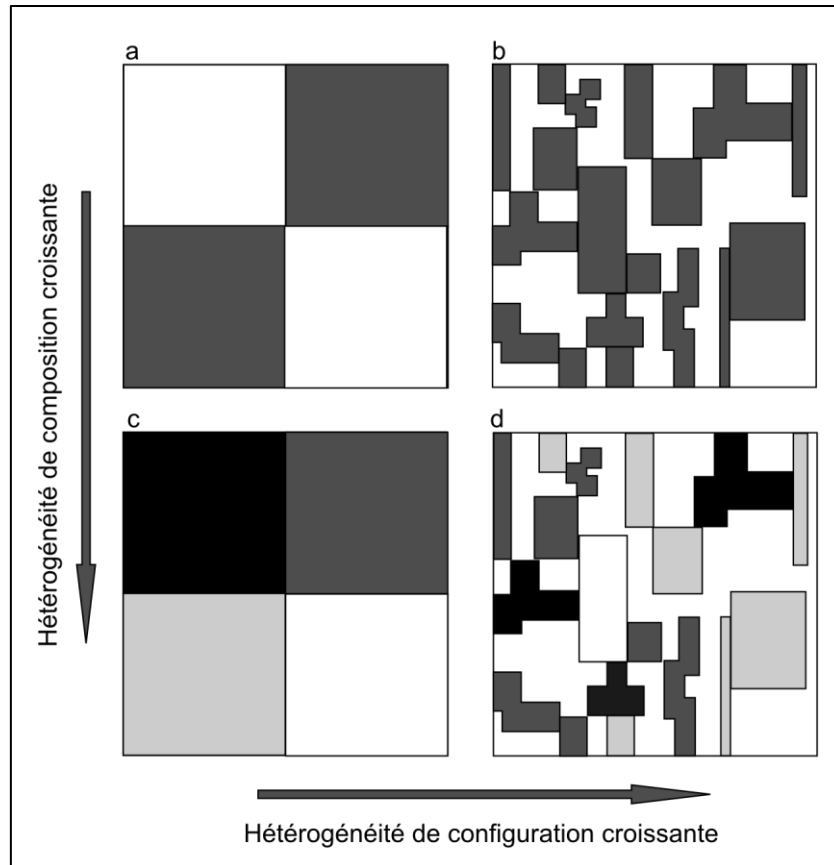 a
b
Hétérogénéité de composition croissante
c
d
Hétérogénéité de configuration croissante